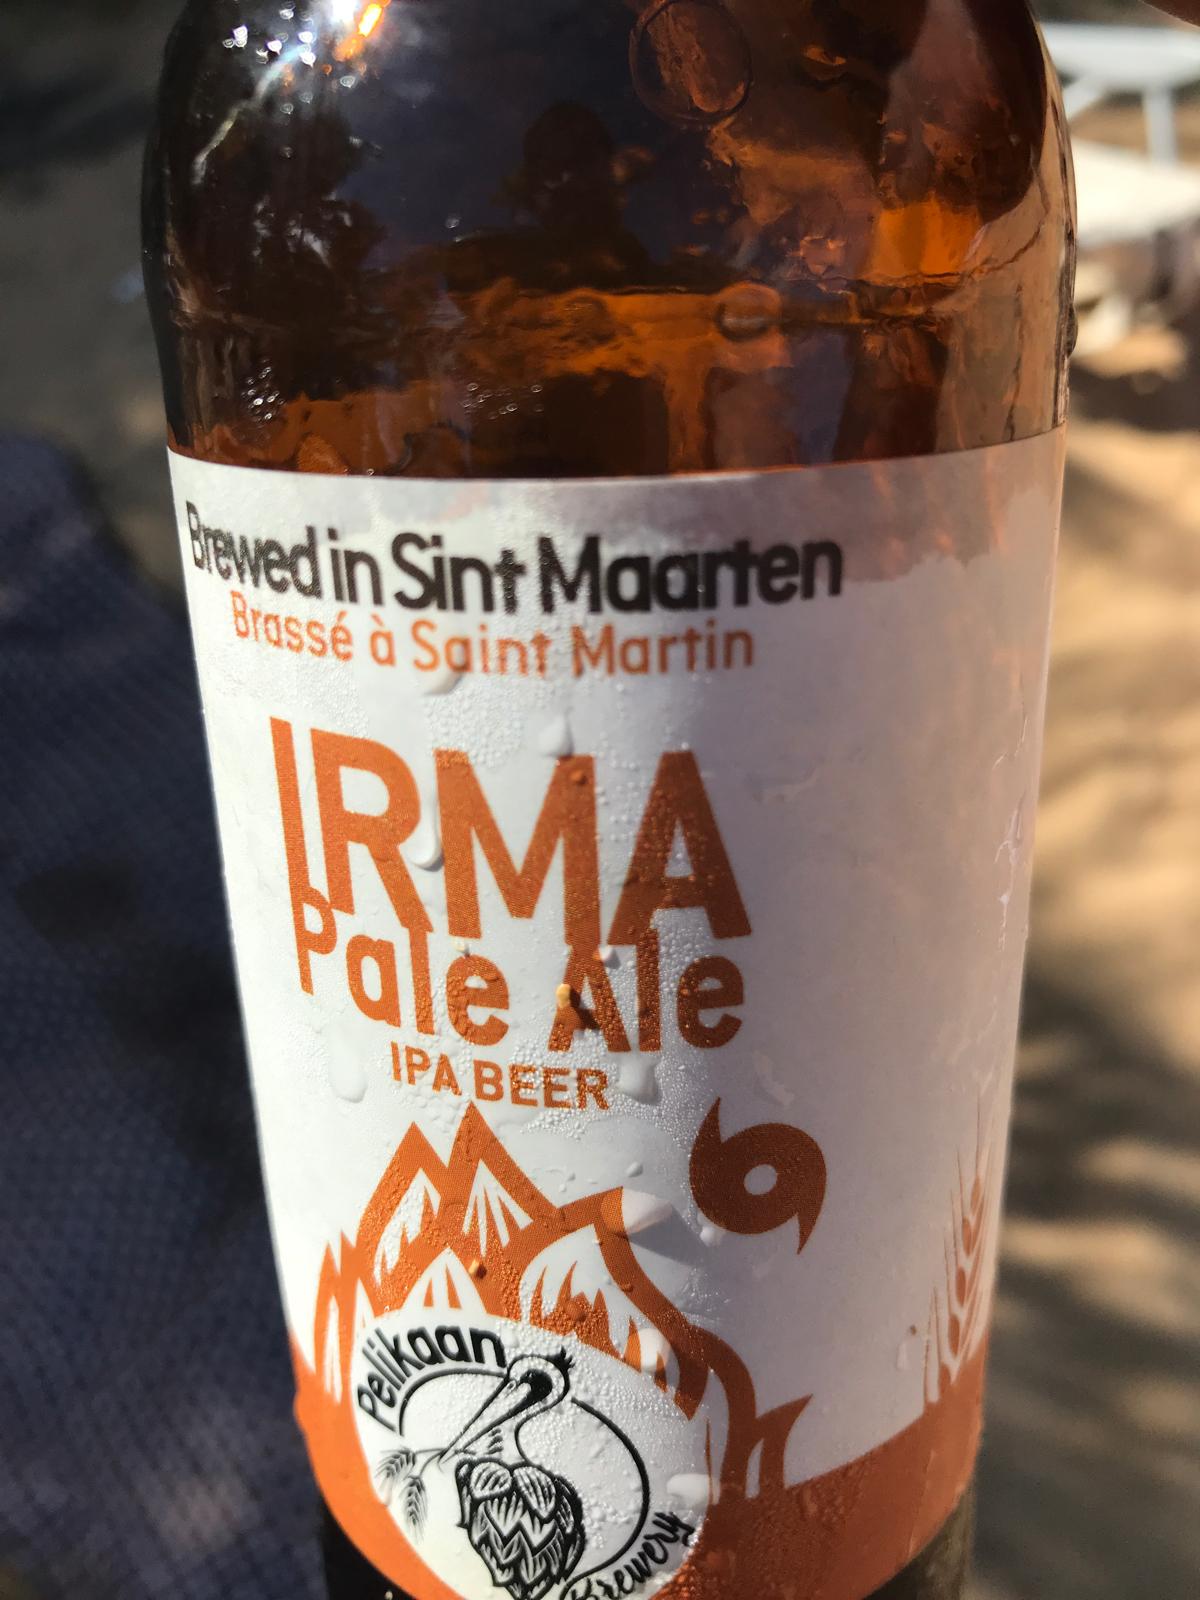 Brewed in Sint Maarten
Brassé à Saint Martin
IRMA
Pale Ale
IPA BEER
Pelikaan
Brewery